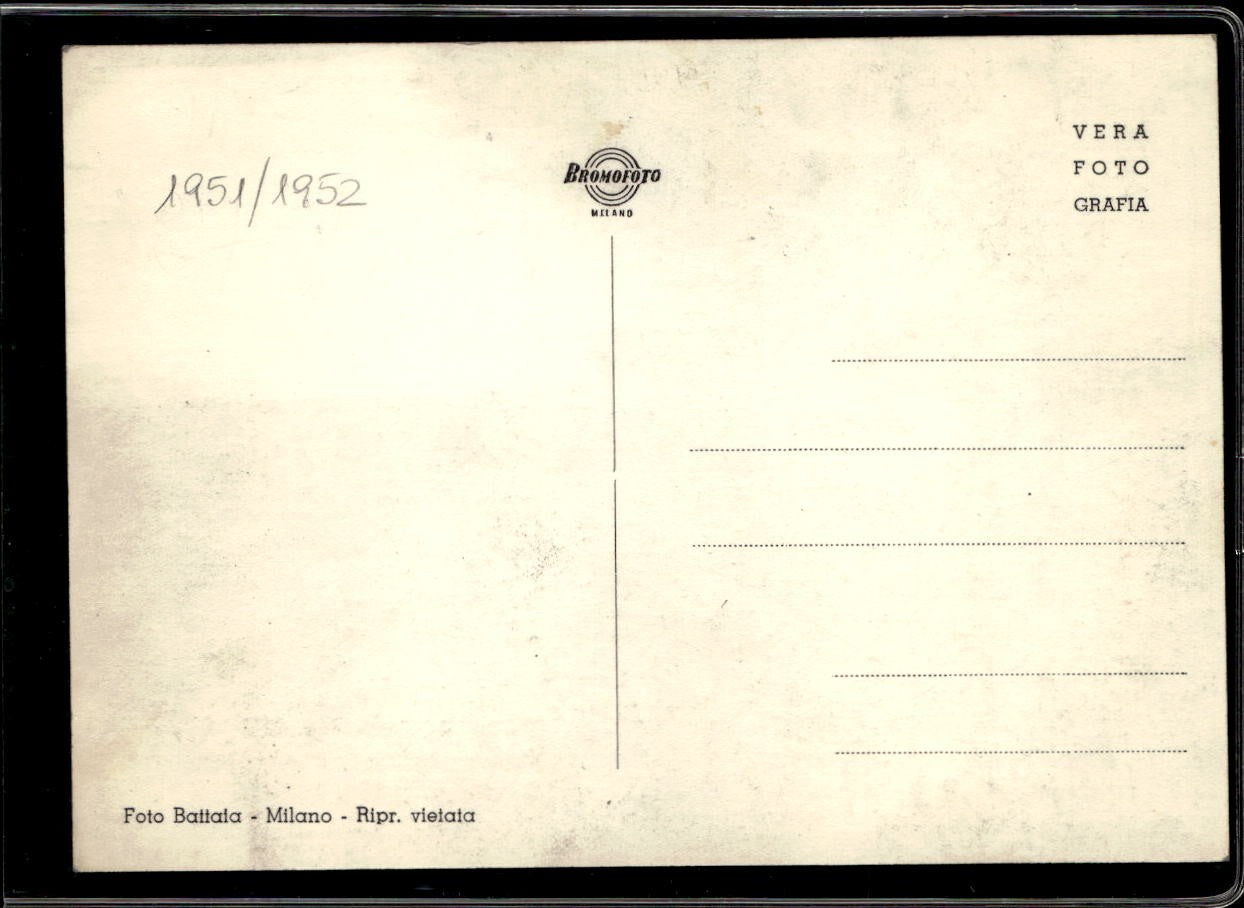 1951/1952
BROMOFOTO
MILANO
VERA
FOTO
GRAFIA
Foto Battaia - Milano - Ripr. vietata